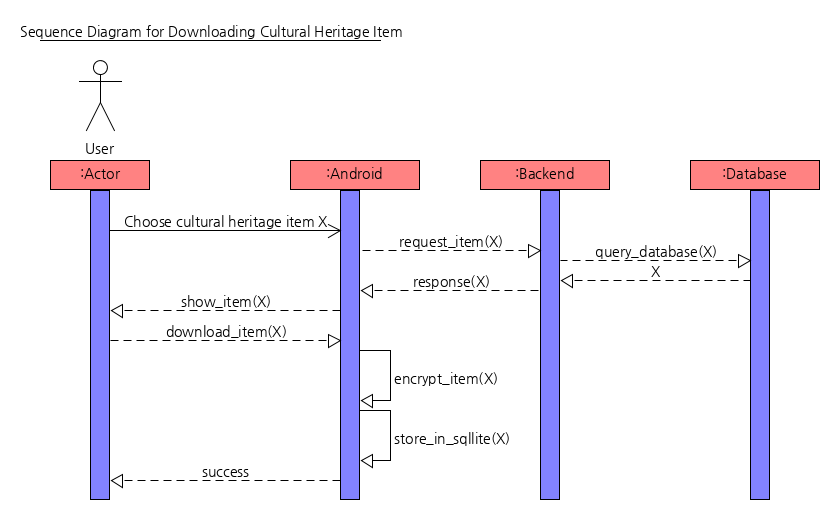 Sequence Diagram for Downloading Cultural Heritage Item
User
:Actor
:Android
:Backend
:Database
Choose cultural heritage item X
request_item(X)
query_database(X)
X
response(X)
show_item(X)
download_item(X)
encrypt_item(X)
store_in_sqllite(X)
success